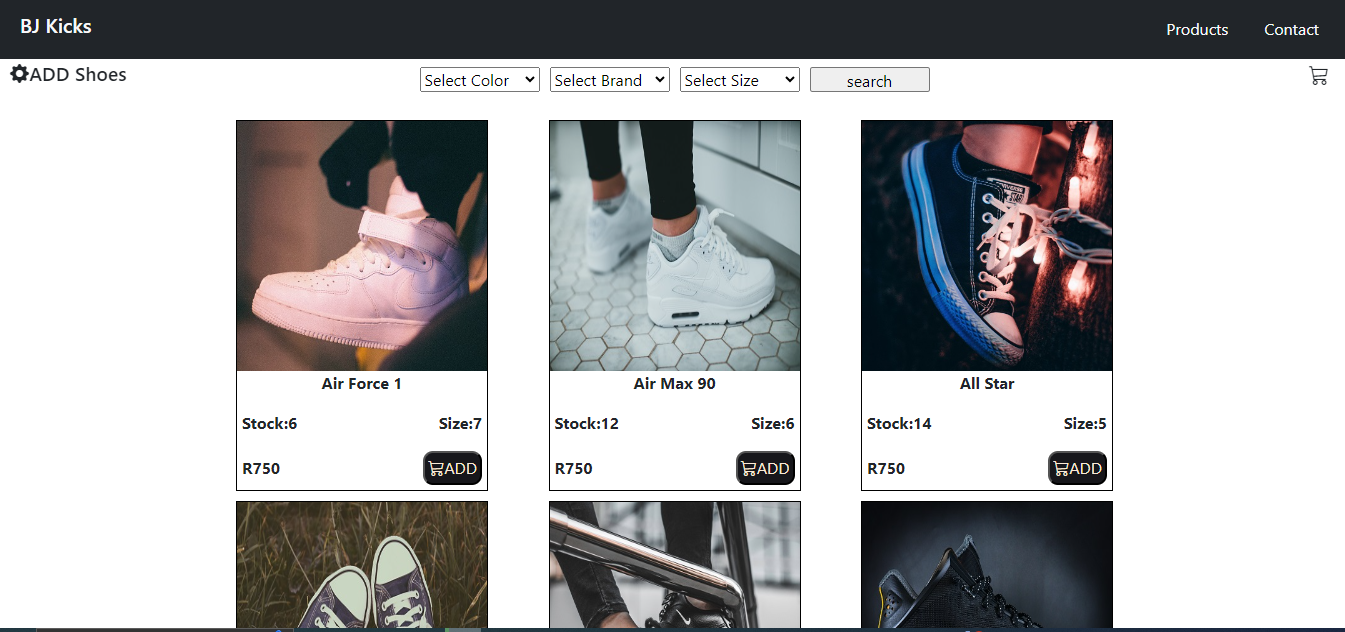 BJ Kicks
Products Contact
ADD Shoes
Select Color Select Brand Select Size search
Air Force 1
Stock:6 Size:7
R750 ADD
Air Max 90
Stock:12 Size:6
R750 ADD
All Star
Stock:14 Size:5
R750 ADD